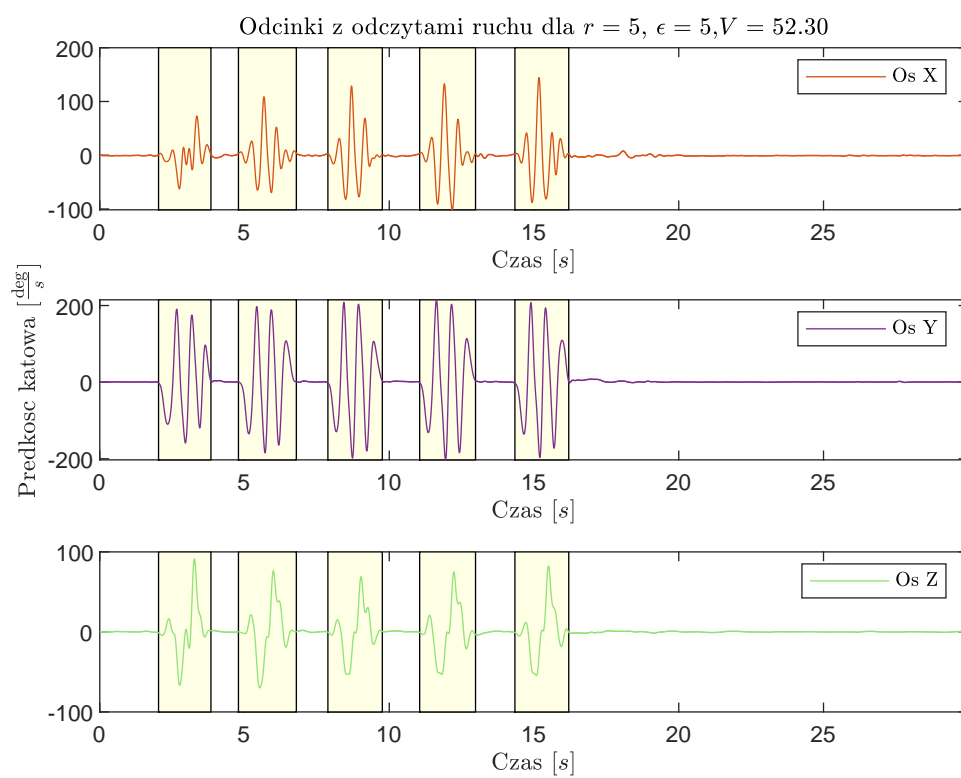 Odcinki z odczytami ruchu dla r = 5, ϵ = 5,V = 52.30
200
100
0
-100
Os X
0 5 10 15 20 25
Czas [s]
Predkosc katowa [deg/s]
200
0
-200
Os Y
0 5 10 15 20 25
Czas [s]
100
0
-100
Os Z
0 5 10 15 20 25
Czas [s]